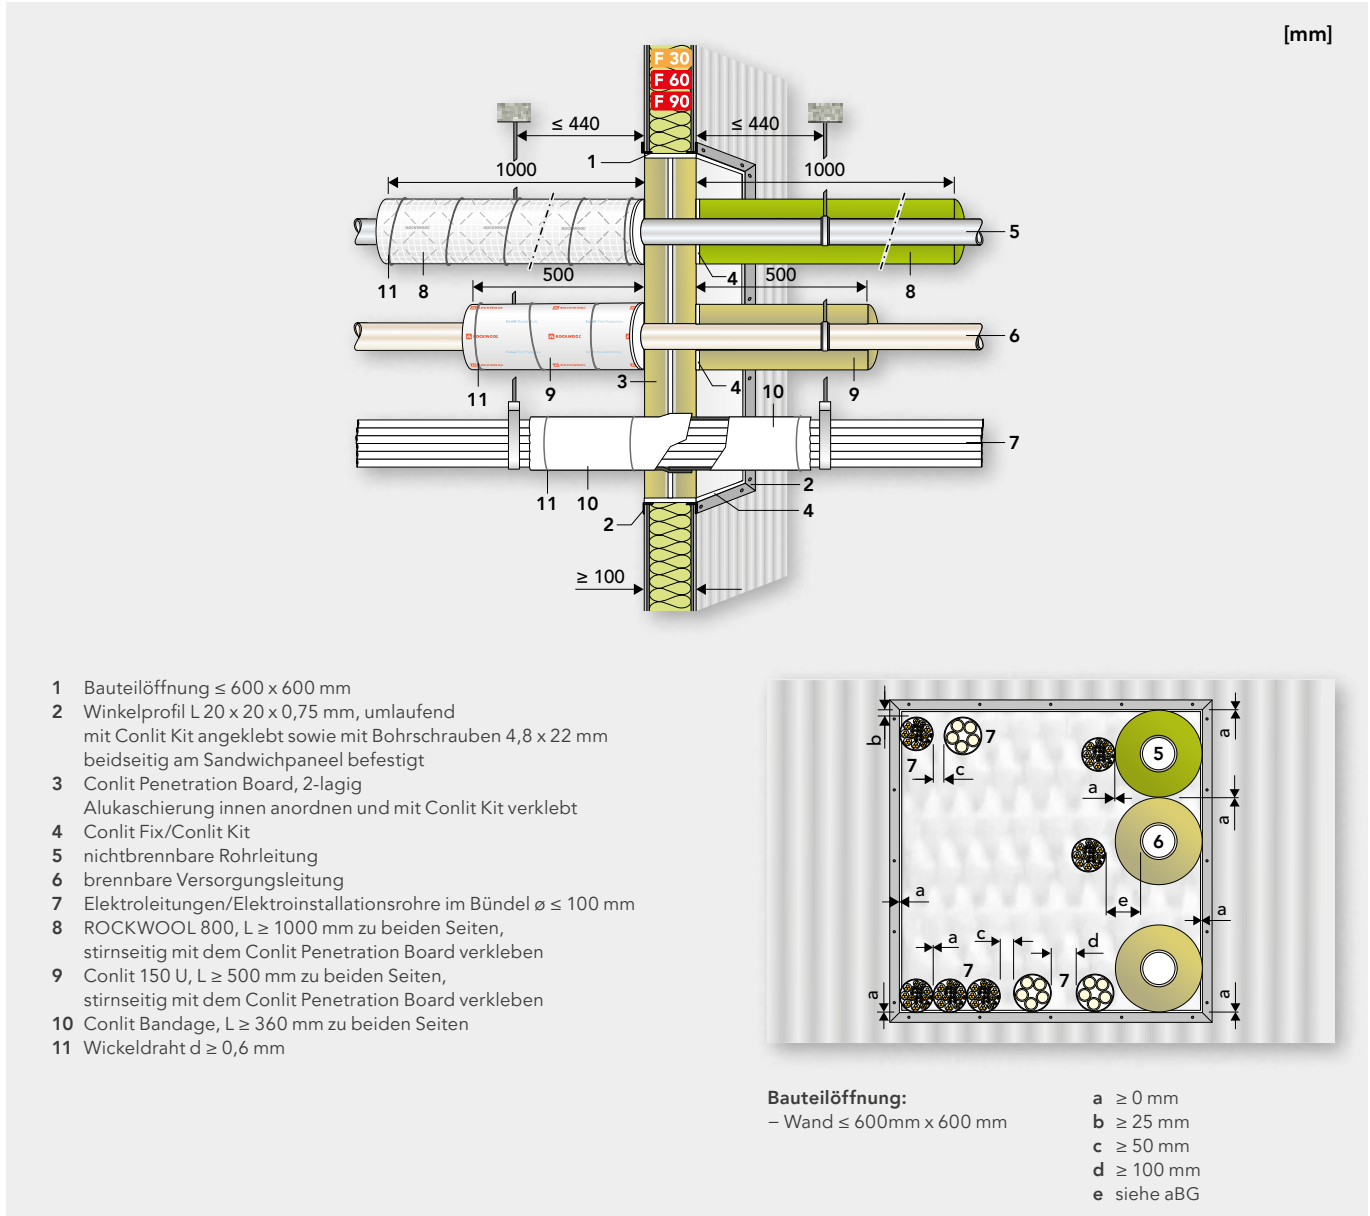 [mm]
F 30
F 60
F 90
≤ 440
≤ 440
1
1000
1000
ROCKWOOL
ROCKWOOL
5
11
8
500
4
500
8
ROCKWOOL
ROCKWOOL
ROCKWOOL
ROCKWOOL
6
11
9
3
4
10
9
7
11
10
2
2
4
≥ 100
1 Bauteilöffnung ≤ 600 x 600 mm
2 Winkelprofil L 20 x 20 x 0,75 mm, umlaufend
mit Conlit Kit angeklebt sowie mit Bohrschrauben 4,8 x 22 mm
beidseitig am Sandwichpaneel befestigt
3 Conlit Penetration Board, 2-lagig
Alukaschierung innen anordnen und mit Conlit Kit verklebt
4 Conlit Fix/Conlit Kit
5 nichtbrennbare Rohrleitung
6 brennbare Versorgungsleitung
7 Elektroleitungen/Elektroinstallationsrohre im Bündel ø ≤ 100 mm
8 ROCKWOOL 800, L ≥ 1000 mm zu beiden Seiten,
stirnseitig mit dem Conlit Penetration Board verkleben
9 Conlit 150 U, L ≥ 500 mm zu beiden Seiten,
stirnseitig mit dem Conlit Penetration Board verkleben
10 Conlit Bandage, L ≥ 360 mm zu beiden Seiten
11 Wickeldraht d ≥ 0,6 mm
b
7
7
c
5
a
a
a
6
e
a
a
a
c
d
7
7
a
a
Bauteilöffnung:
– Wand ≤ 600mm x 600 mm
a ≥ 0 mm
b ≥ 25 mm
c ≥ 50 mm
d ≥ 100 mm
e siehe aBG